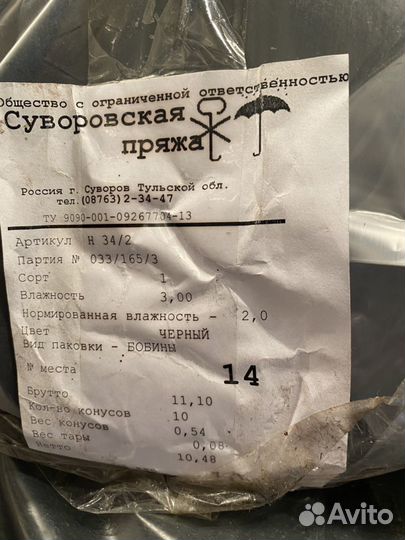 Общество с ограниченной ответственностью
Суворовская
пряжа
Россия г. Суворов Тульской обл.
тел.(08763)2-34-47
ТУ 9090-001-09267704-13
Артикул Н 34/2
Партия № 033/165/3
Сорт 1
Влажность 3,00
Нормированная влажность - 2,0
Цвет ЧЕРНЫЙ
Вид паковки - БОБИНЫ
№ места 14
Брутто 11,10
Кол-во конусов 10
Вес конусов 0,54
Вес тары 0,08
Нетто 10,48
Avito